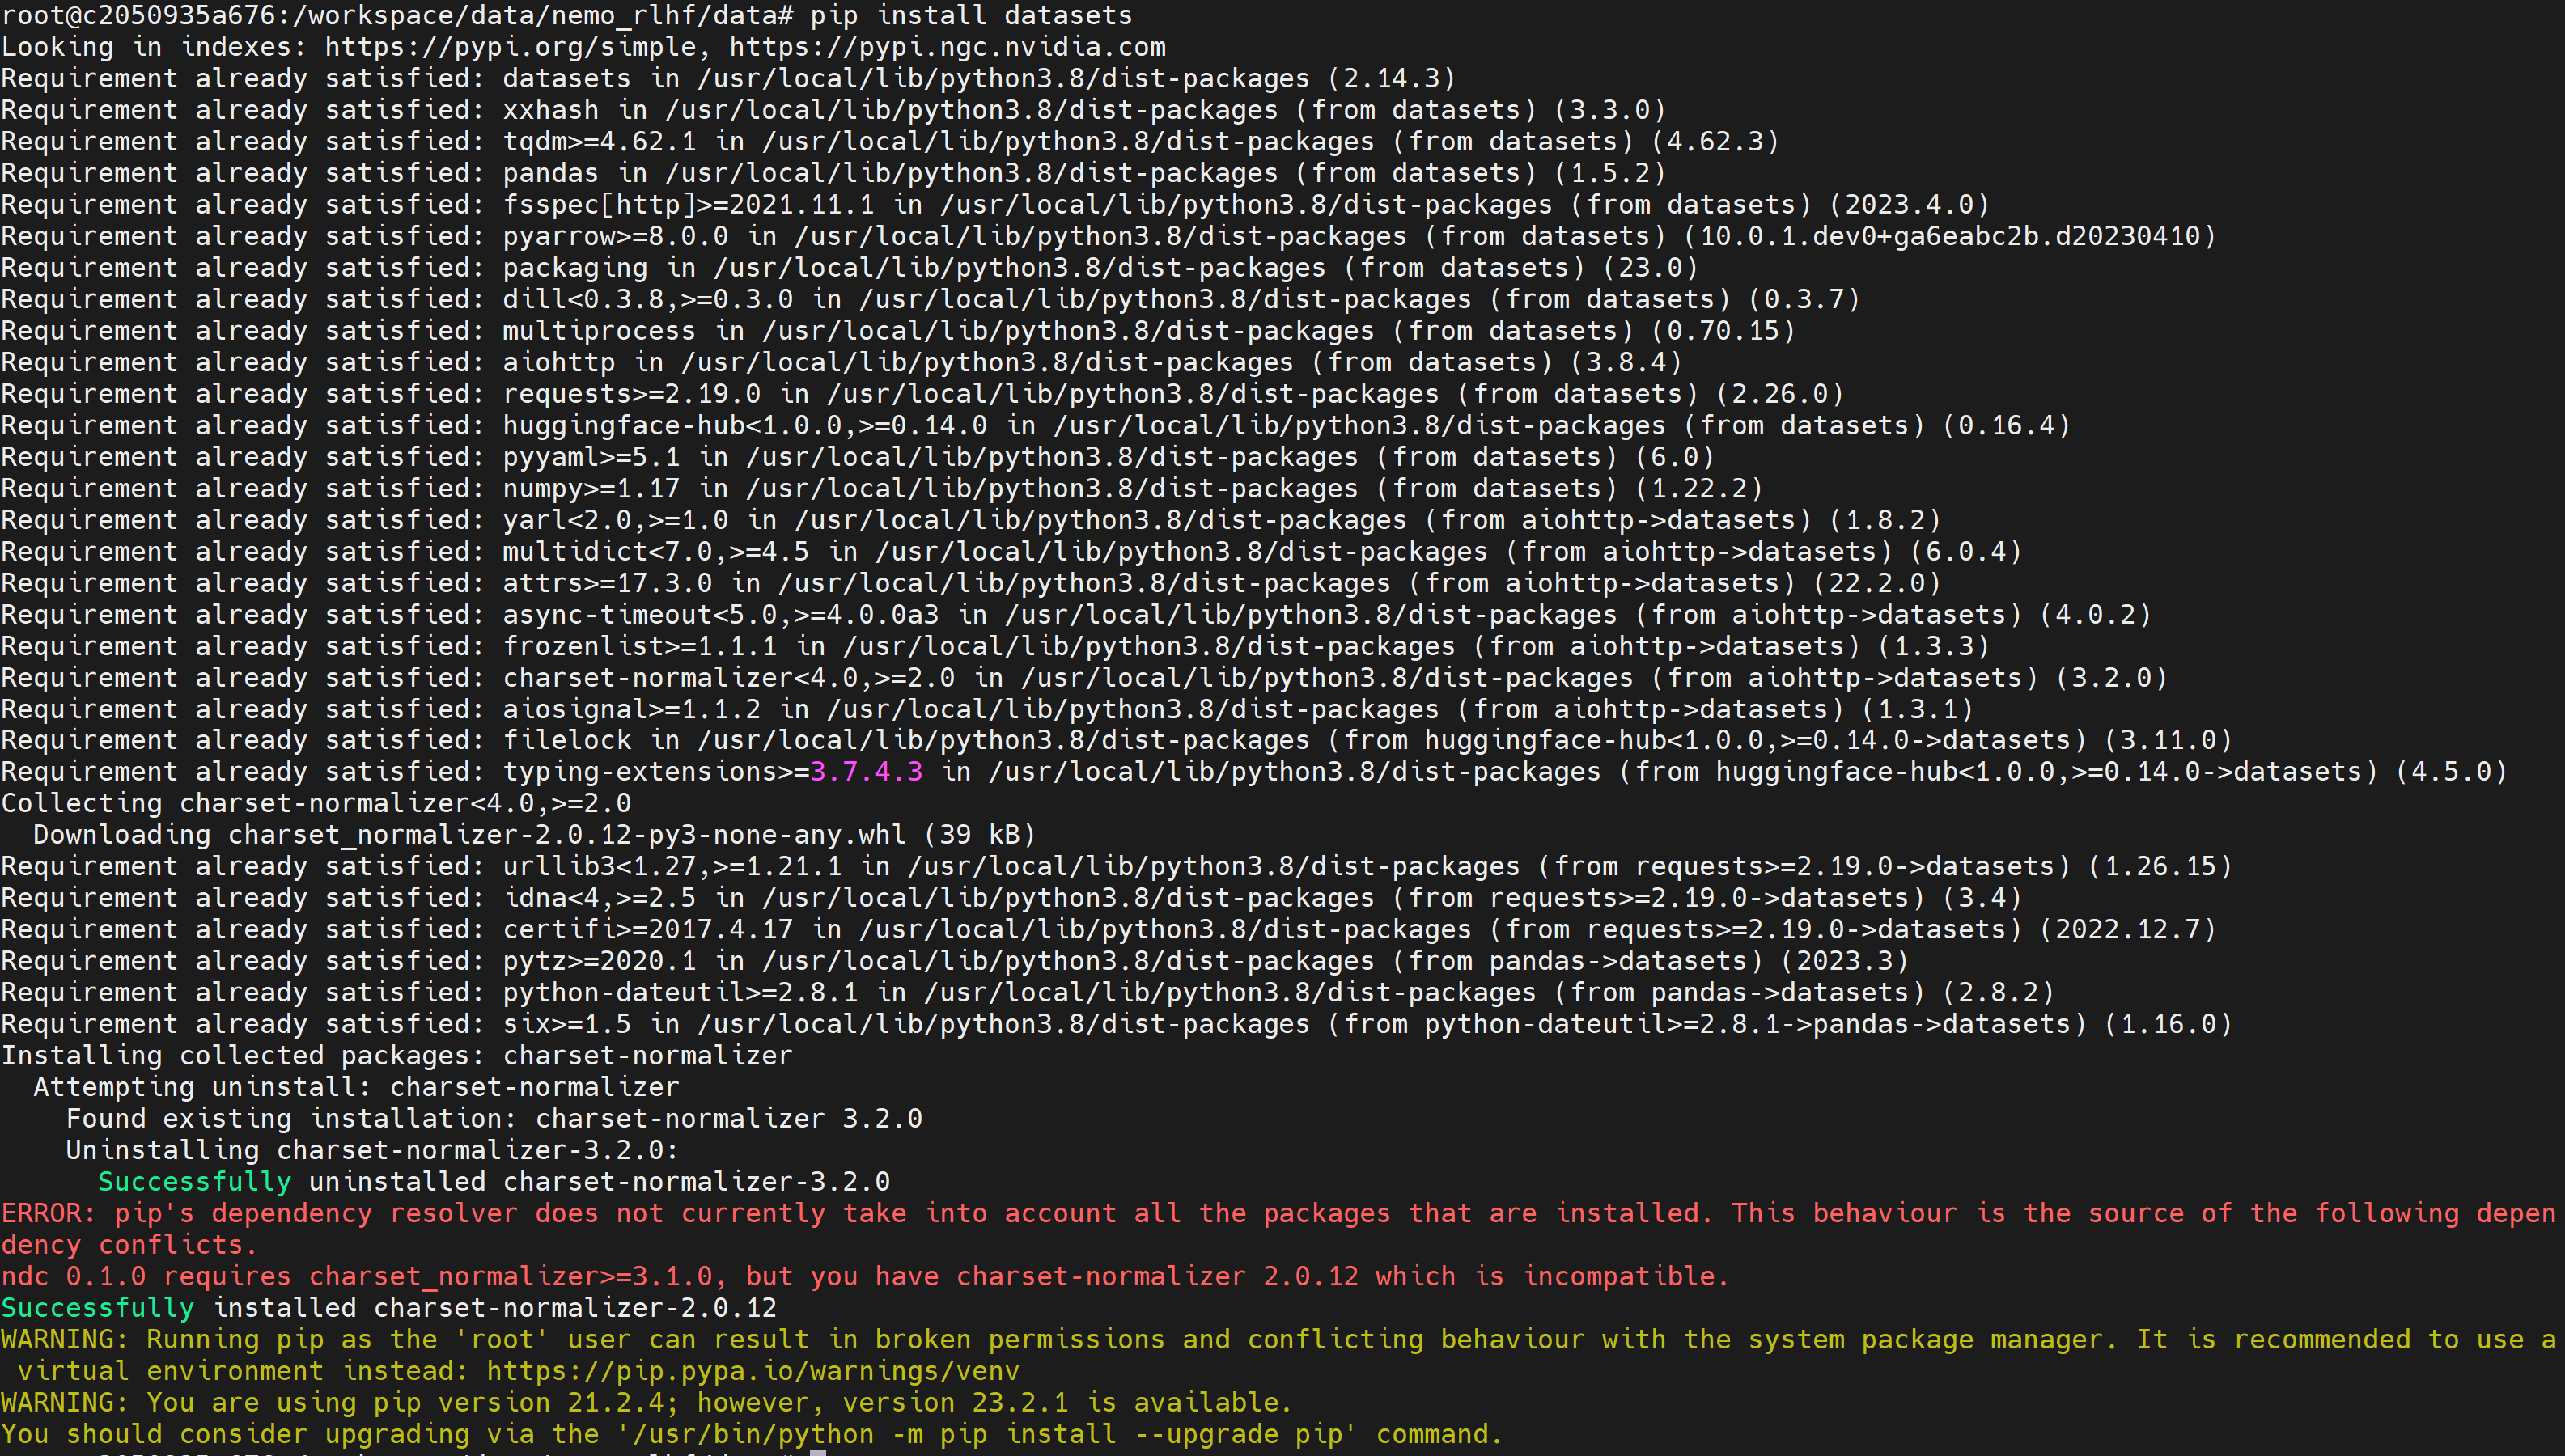 root@c2050935a676:/workspace/data/nemo_rlhf/data# pip install datasets
Looking in indexes: https://pypi.org/simple, https://pypi.ngc.nvidia.com
Requirement already satisfied: datasets in /usr/local/lib/python3.8/dist-packages (2.14.3)
Requirement already satisfied: xxhash in /usr/local/lib/python3.8/dist-packages (from datasets) (3.3.0)
Requirement already satisfied: tqdm>=4.62.1 in /usr/local/lib/python3.8/dist-packages (from datasets) (4.62.3)
Requirement already satisfied: pandas in /usr/local/lib/python3.8/dist-packages (from datasets) (1.5.2)
Requirement already satisfied: fsspec[http]>=2021.11.1 in /usr/local/lib/python3.8/dist-packages (from datasets) (2023.4.0)
Requirement already satisfied: pyarrow>=8.0.0 in /usr/local/lib/python3.8/dist-packages (from datasets) (10.0.1.dev0+ga6eabc2b.d20230410)
Requirement already satisfied: packaging in /usr/local/lib/python3.8/dist-packages (from datasets) (23.0)
Requirement already satisfied: dill<0.3.8,>=0.3.0 in /usr/local/lib/python3.8/dist-packages (from datasets) (0.3.7)
Requirement already satisfied: multiprocess in /usr/local/lib/python3.8/dist-packages (from datasets) (0.70.15)
Requirement already satisfied: aiohttp in /usr/local/lib/python3.8/dist-packages (from datasets) (3.8.4)
Requirement already satisfied: requests>=2.19.0 in /usr/local/lib/python3.8/dist-packages (from datasets) (2.26.0)
Requirement already satisfied: huggingface-hub<1.0.0,>=0.14.0 in /usr/local/lib/python3.8/dist-packages (from datasets) (0.16.4)
Requirement already satisfied: pyyaml>=5.1 in /usr/local/lib/python3.8/dist-packages (from datasets) (6.0)
Requirement already satisfied: numpy>=1.17 in /usr/local/lib/python3.8/dist-packages (from datasets) (1.22.2)
Requirement already satisfied: yarl<2.0,>=1.0 in /usr/local/lib/python3.8/dist-packages (from aiohttp->datasets) (1.8.2)
Requirement already satisfied: multidict<7.0,>=4.5 in /usr/local/lib/python3.8/dist-packages (from aiohttp->datasets) (6.0.4)
Requirement already satisfied: attrs>=17.3.0 in /usr/local/lib/python3.8/dist-packages (from aiohttp->datasets) (22.2.0)
Requirement already satisfied: async-timeout<5.0,>=4.0.0a3 in /usr/local/lib/python3.8/dist-packages (from aiohttp->datasets) (4.0.2)
Requirement already satisfied: frozenlist>=1.1.1 in /usr/local/lib/python3.8/dist-packages (from aiohttp->datasets) (1.3.3)
Requirement already satisfied: charset-normalizer<4.0,>=2.0 in /usr/local/lib/python3.8/dist-packages (from aiohttp->datasets) (3.2.0)
Requirement already satisfied: aiosignal>=1.1.2 in /usr/local/lib/python3.8/dist-packages (from aiohttp->datasets) (1.3.1)
Requirement already satisfied: filelock in /usr/local/lib/python3.8/dist-packages (from huggingface-hub<1.0.0,>=0.14.0->datasets) (3.11.0)
Requirement already satisfied: typing-extensions>=3.7.4.3 in /usr/local/lib/python3.8/dist-packages (from huggingface-hub<1.0.0,>=0.14.0->datasets) (4.5.0)
Collecting charset-normalizer<4.0,>=2.0
  Downloading charset_normalizer-2.0.12-py3-none-any.whl (39 kB)
Requirement already satisfied: urllib3<1.27,>=1.21.1 in /usr/local/lib/python3.8/dist-packages (from requests>=2.19.0->datasets) (1.26.15)
Requirement already satisfied: idna<4,>=2.5 in /usr/local/lib/python3.8/dist-packages (from requests>=2.19.0->datasets) (3.4)
Requirement already satisfied: certifi>=2017.4.17 in /usr/local/lib/python3.8/dist-packages (from requests>=2.19.0->datasets) (2022.12.7)
Requirement already satisfied: pytz>=2020.1 in /usr/local/lib/python3.8/dist-packages (from pandas->datasets) (2023.3)
Requirement already satisfied: python-dateutil>=2.8.1 in /usr/local/lib/python3.8/dist-packages (from pandas->datasets) (2.8.2)
Requirement already satisfied: six>=1.5 in /usr/local/lib/python3.8/dist-packages (from python-dateutil>=2.8.1->pandas->datasets) (1.16.0)
Installing collected packages: charset-normalizer
  Attempting uninstall: charset-normalizer
    Found existing installation: charset-normalizer 3.2.0
    Uninstalling charset-normalizer-3.2.0:
      Successfully uninstalled charset-normalizer-3.2.0
ERROR: pip's dependency resolver does not currently take into account all the packages that are installed. This behaviour is the source of the following depen
dency conflicts.
ndc 0.1.0 requires charset_normalizer>=3.1.0, but you have charset-normalizer 2.0.12 which is incompatible.
Successfully installed charset-normalizer-2.0.12
WARNING: Running pip as the 'root' user can result in broken permissions and conflicting behaviour with the system package manager. It is recommended to use a
 virtual environment instead: https://pip.pypa.io/warnings/venv
WARNING: You are using pip version 21.2.4; however, version 23.2.1 is available.
You should consider upgrading via the '/usr/bin/python -m pip install --upgrade pip' command.